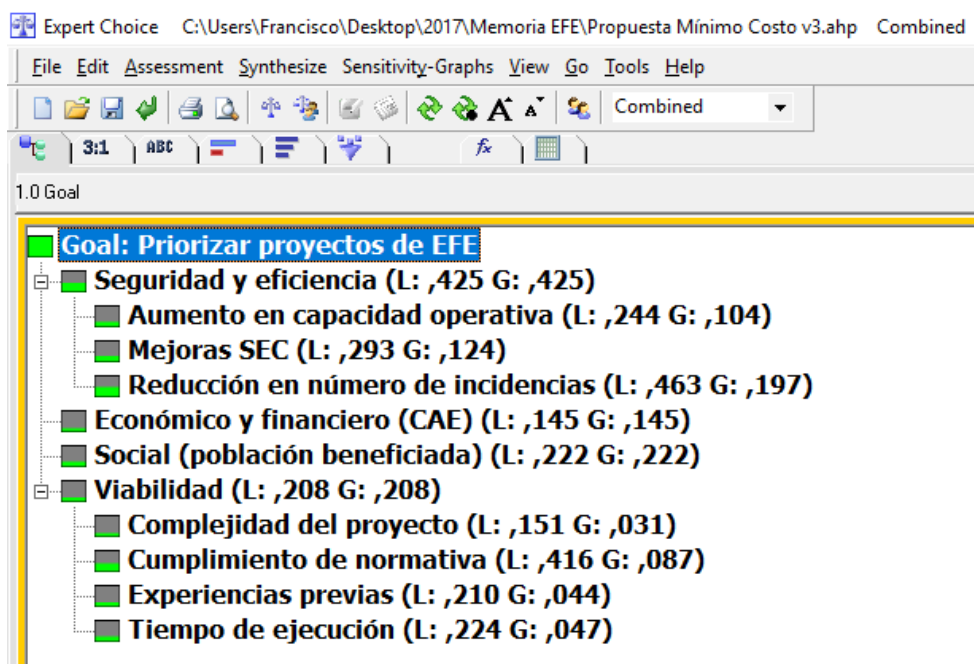 Expert Choice C:\Users\Francisco\Desktop\2017\Memoria EFE\Propuesta Mínimo Costo v3.ahp Combined
File Edit Assessment Synthesize Sensitivity-Graphs View Go Tools Help
A A Combined
3:1 ABC fx
1.0 Goal
Goal: Priorizar proyectos de EFE
Seguridad y eficiencia (L: ,425 G: ,425)
Aumento en capacidad operativa (L: ,244 G: ,104)
Mejoras SEC (L: ,293 G: ,124)
Reducción en número de incidencias (L: ,463 G: ,197)
Económico y financiero (CAE) (L: ,145 G: ,145)
Social (población beneficiada) (L: ,222 G: ,222)
Viabilidad (L: ,208 G: ,208)
Complejidad del proyecto (L: ,151 G: ,031)
Cumplimiento de normativa (L: ,416 G: ,087)
Experiencias previas (L: ,210 G: ,044)
Tiempo de ejecución (L: ,224 G: ,047)